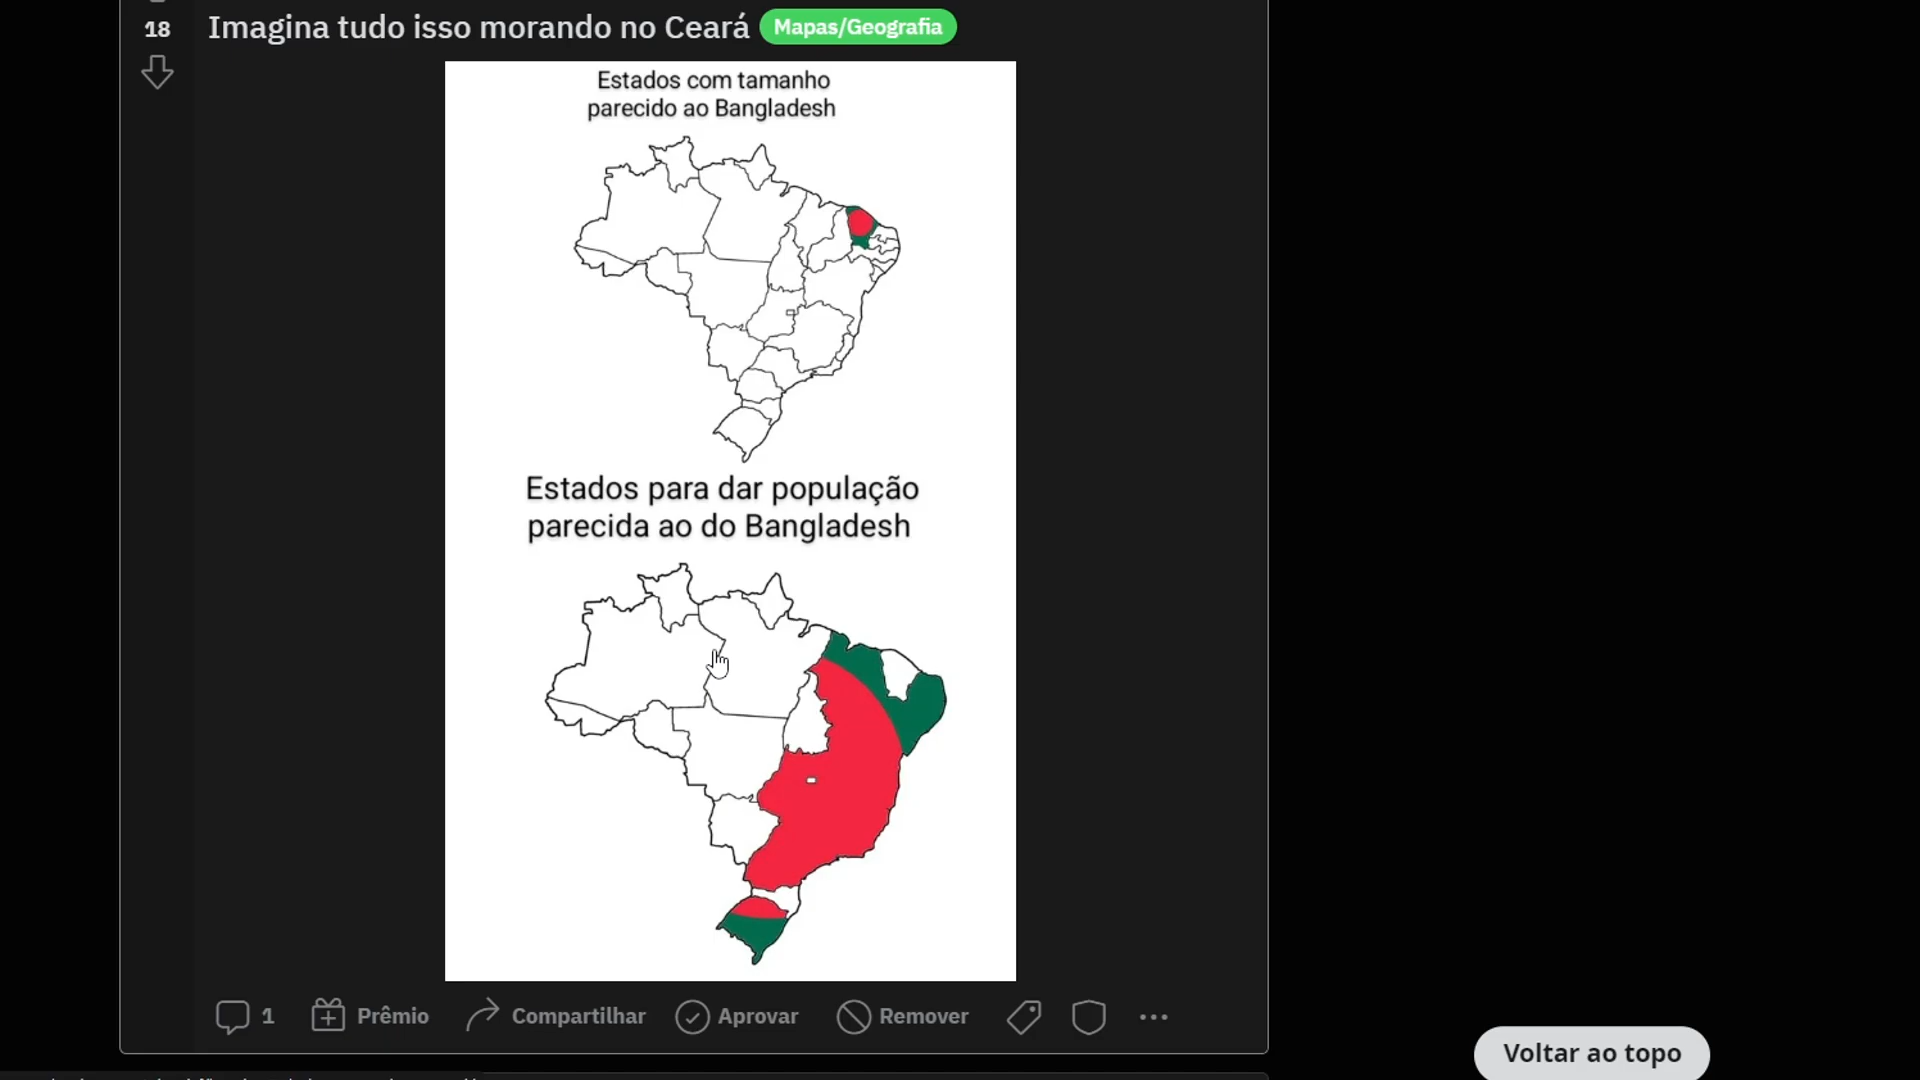 18
Imagina tudo isso morando no Ceará
Mapas/Geografia
Estados com tamanho
parecido ao Bangladesh
Estados para dar população
parecida ao do Bangladesh
1
Prêmio
Compartilhar
Aprovar
Remover
Voltar ao topo